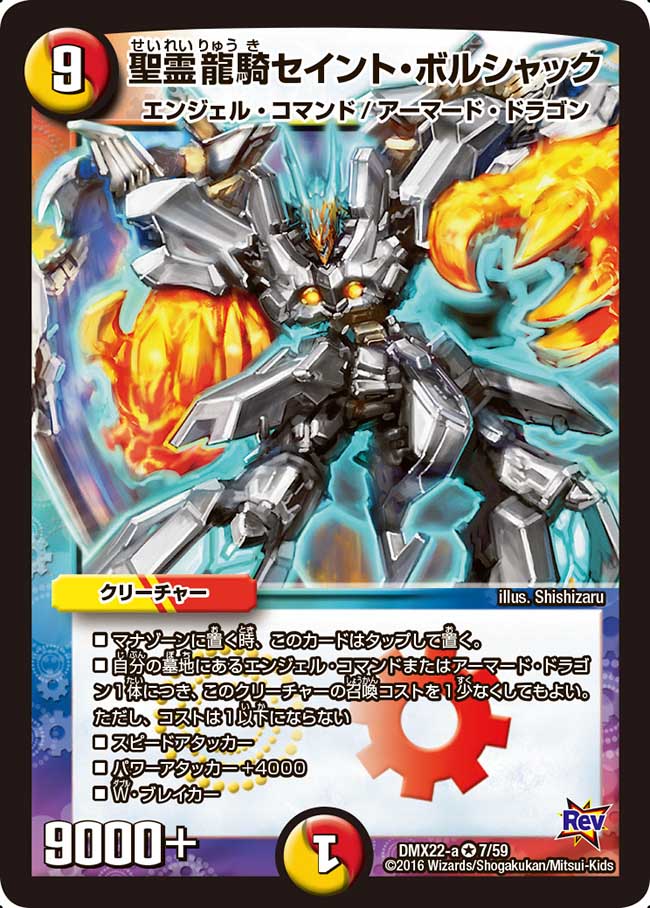 9
せいれいりゅうき
聖霊龍騎セイント・ボルシャック
エンジェル・コマンド/アーマード・ドラゴン
クリーチャー
illus. Shishizaru
■マナゾーンに置く時、このカードはタップして置く。
■自分の墓地にあるエンジェル・コマンドまたはアーマード・ドラゴ
ン1体につき、このクリーチャーの召喚コストを1少なくしてもよい。
ただし、コストは1以下にならない
■スピードアタッカー
■パワーアタッカー+4000
■W・ブレイカー
9000+
1
Rev
DMX22-a ✪ 7/59
©2016 Wizards/Shogakukan/Mitsui-Kids